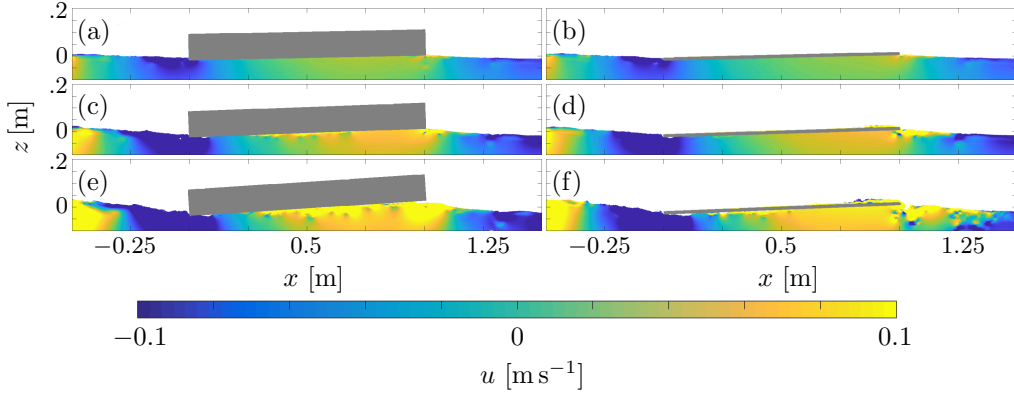 .2 (a) (b)
0
.2 (c) (d)
0
.2 (e) (f)
0
z [m]
−0.25 0.5 1.25 −0.25 0.5 1.25
x [m] x [m]
−0.1 0 0.1
u [m s⁻¹]